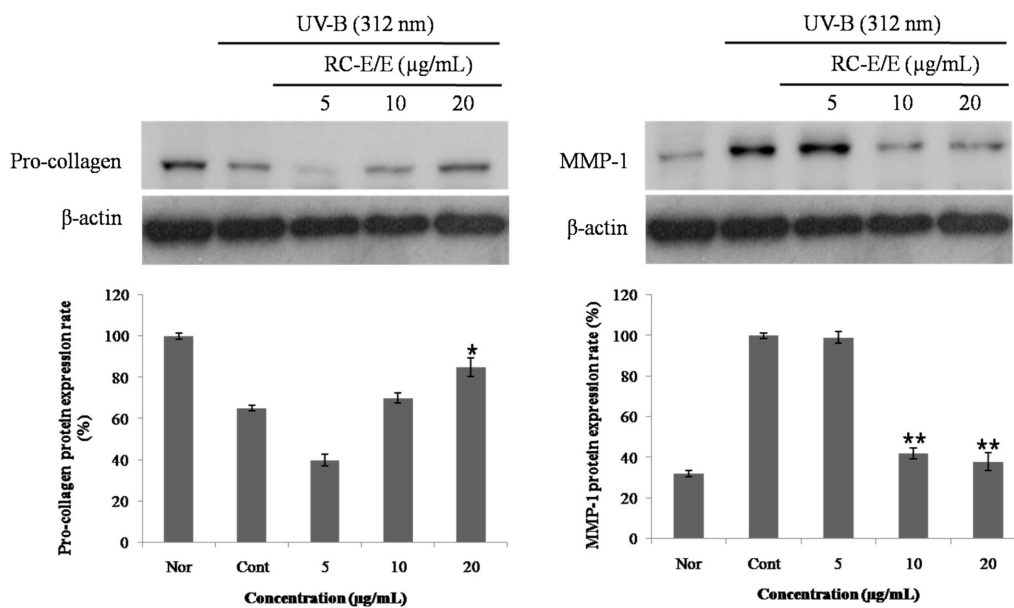 UV-B (312 nm)
RC-E/E (µg/mL)
5 10 20
Pro-collagen
β-actin
Pro-collagen protein expression rate
(%)
120
100
80
60
40
20
0
*
Nor Cont 5 10 20
Concentration (µg/mL)
UV-B (312 nm)
RC-E/E (µg/mL)
5 10 20
MMP-1
β-actin
MMP-1 protein expression rate (%)
120
100
80
60
40
20
0
** **
Nor Cont 5 10 20
Concentration (µg/mL)